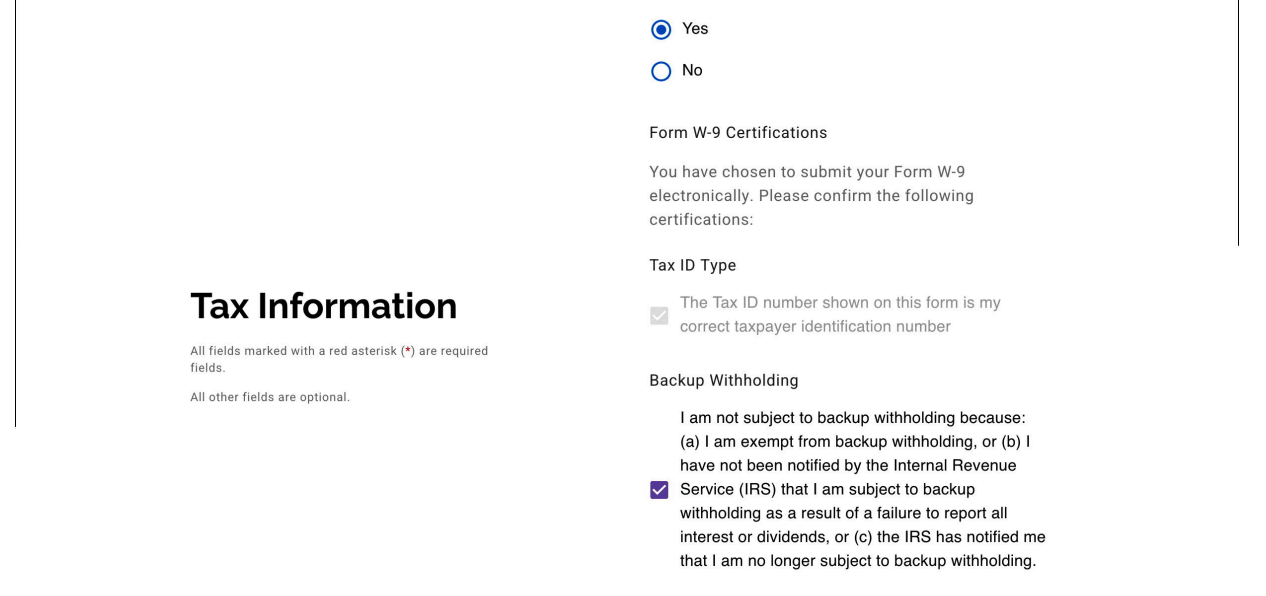 Yes
No
Form W-9 Certifications
You have chosen to submit your Form W-9
electronically. Please confirm the following
certifications:
Tax ID Type
The Tax ID number shown on this form is my
correct taxpayer identification number
Tax Information
All fields marked with a red asterisk (*) are required
fields.
All other fields are optional.
Backup Withholding
I am not subject to backup withholding because:
(a) I am exempt from backup withholding, or (b) I
have not been notified by the Internal Revenue
Service (IRS) that I am subject to backup
withholding as a result of a failure to report all
interest or dividends, or (c) the IRS has notified me
that I am no longer subject to backup withholding.